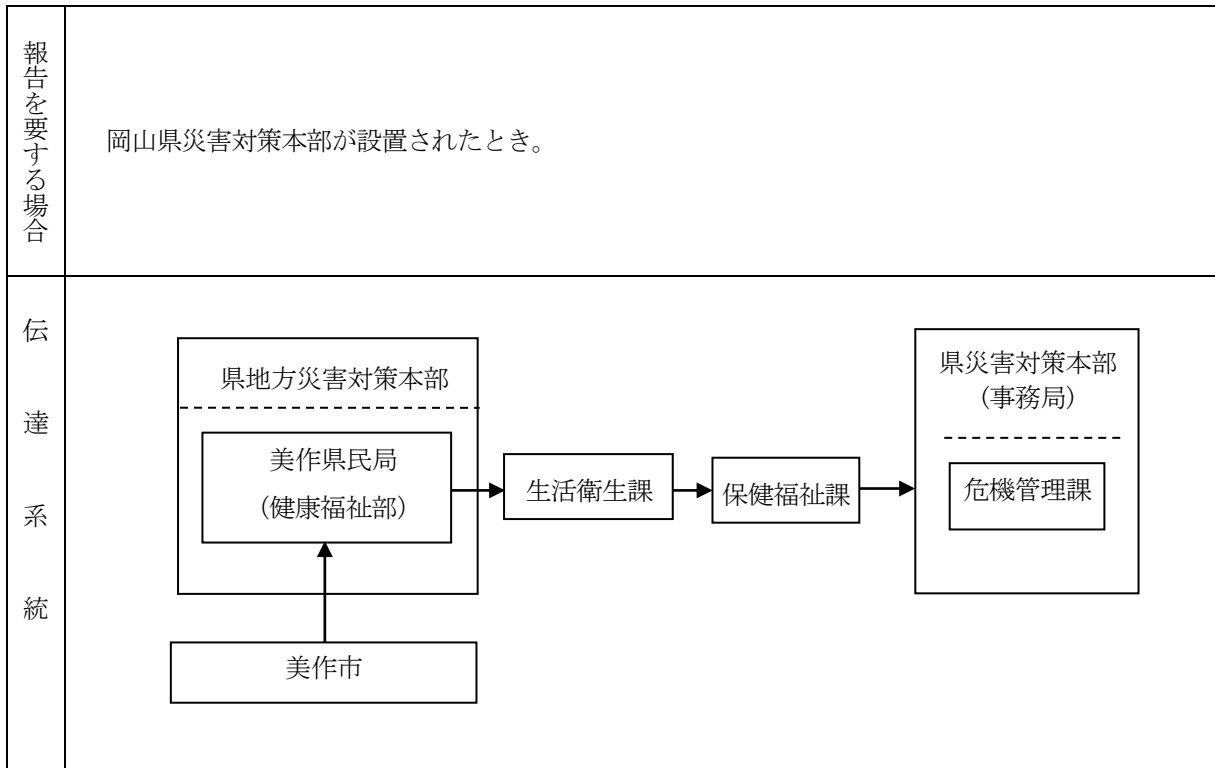 報告を要する場合
岡山県災害対策本部が設置されたとき。
伝達系統
県地方災害対策本部
美作県民局
(健康福祉部)
生活衛生課
保健福祉課
県災害対策本部
(事務局)
危機管理課
美作市